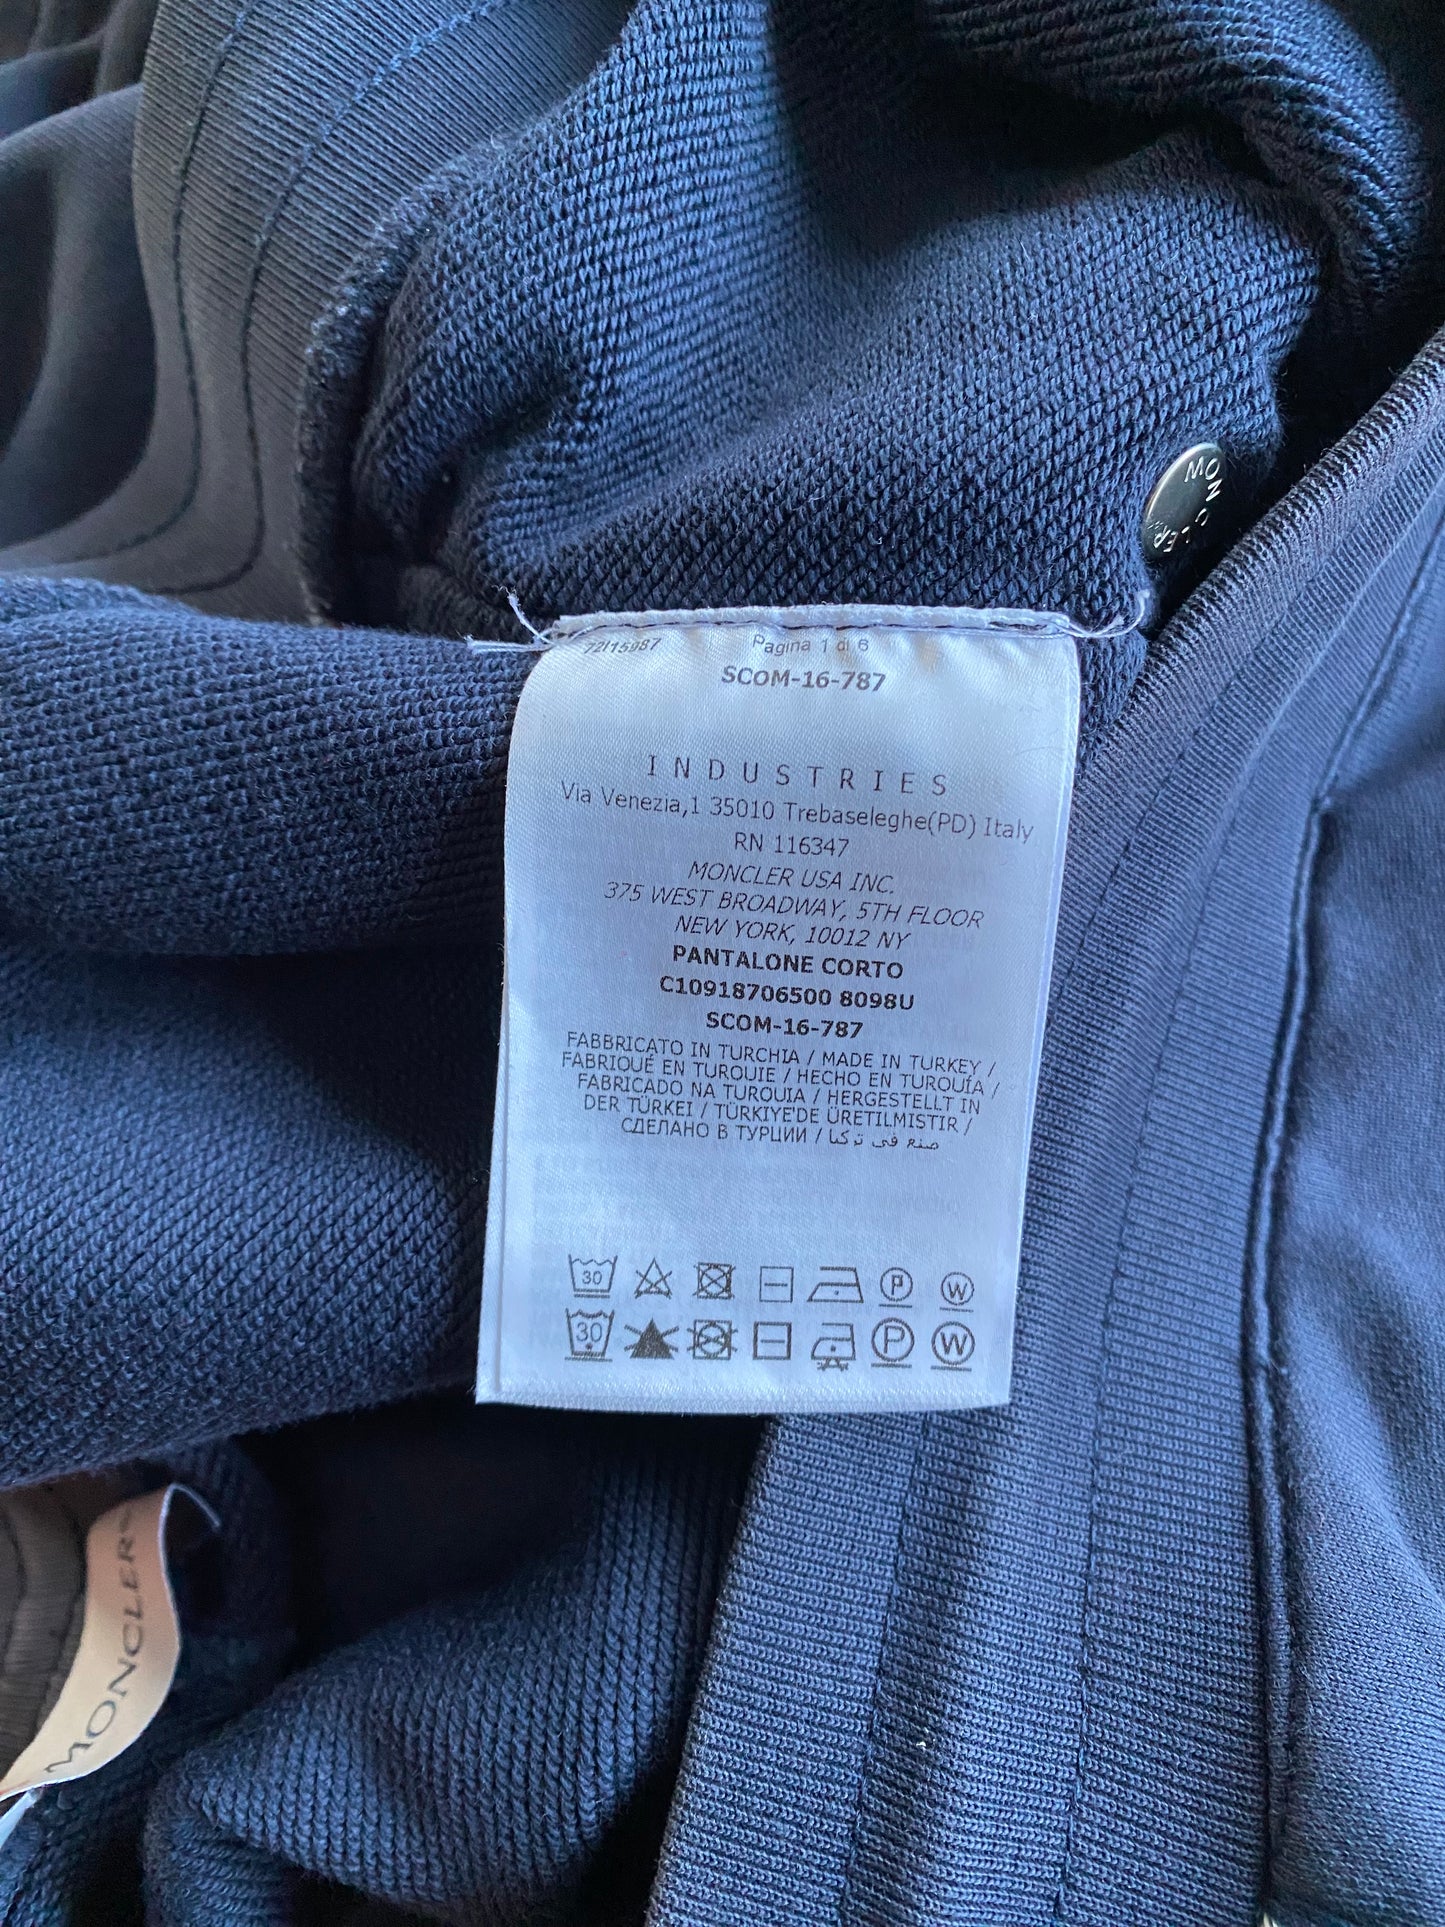 MONCLER
72I15987
Pagina 1 di 6
SCOM-16-787
INDUSTRIES
Via Venezia,1 35010 Trebaseleghe(PD) Italy
RN 116347
MONCLER USA INC.
375 WEST BROADWAY, 5TH FLOOR
NEW YORK, 10012 NY
PANTALONE CORTO
C10918706500 8098U
SCOM-16-787
FABBRICATO IN TURCHIA / MADE IN TURKEY /
FABRIQUÉ EN TURQUIE / HECHO EN TURQUÍA /
FABRICADO NA TURQUIA / HERGESTELLT IN
DER TÜRKEI / TÜRKIYE'DE ÜRETILMISTIR /
СДЕЛАНО В ТУРЦИИ / صنع في تركيا
30 P W
30 P W
MONCLER